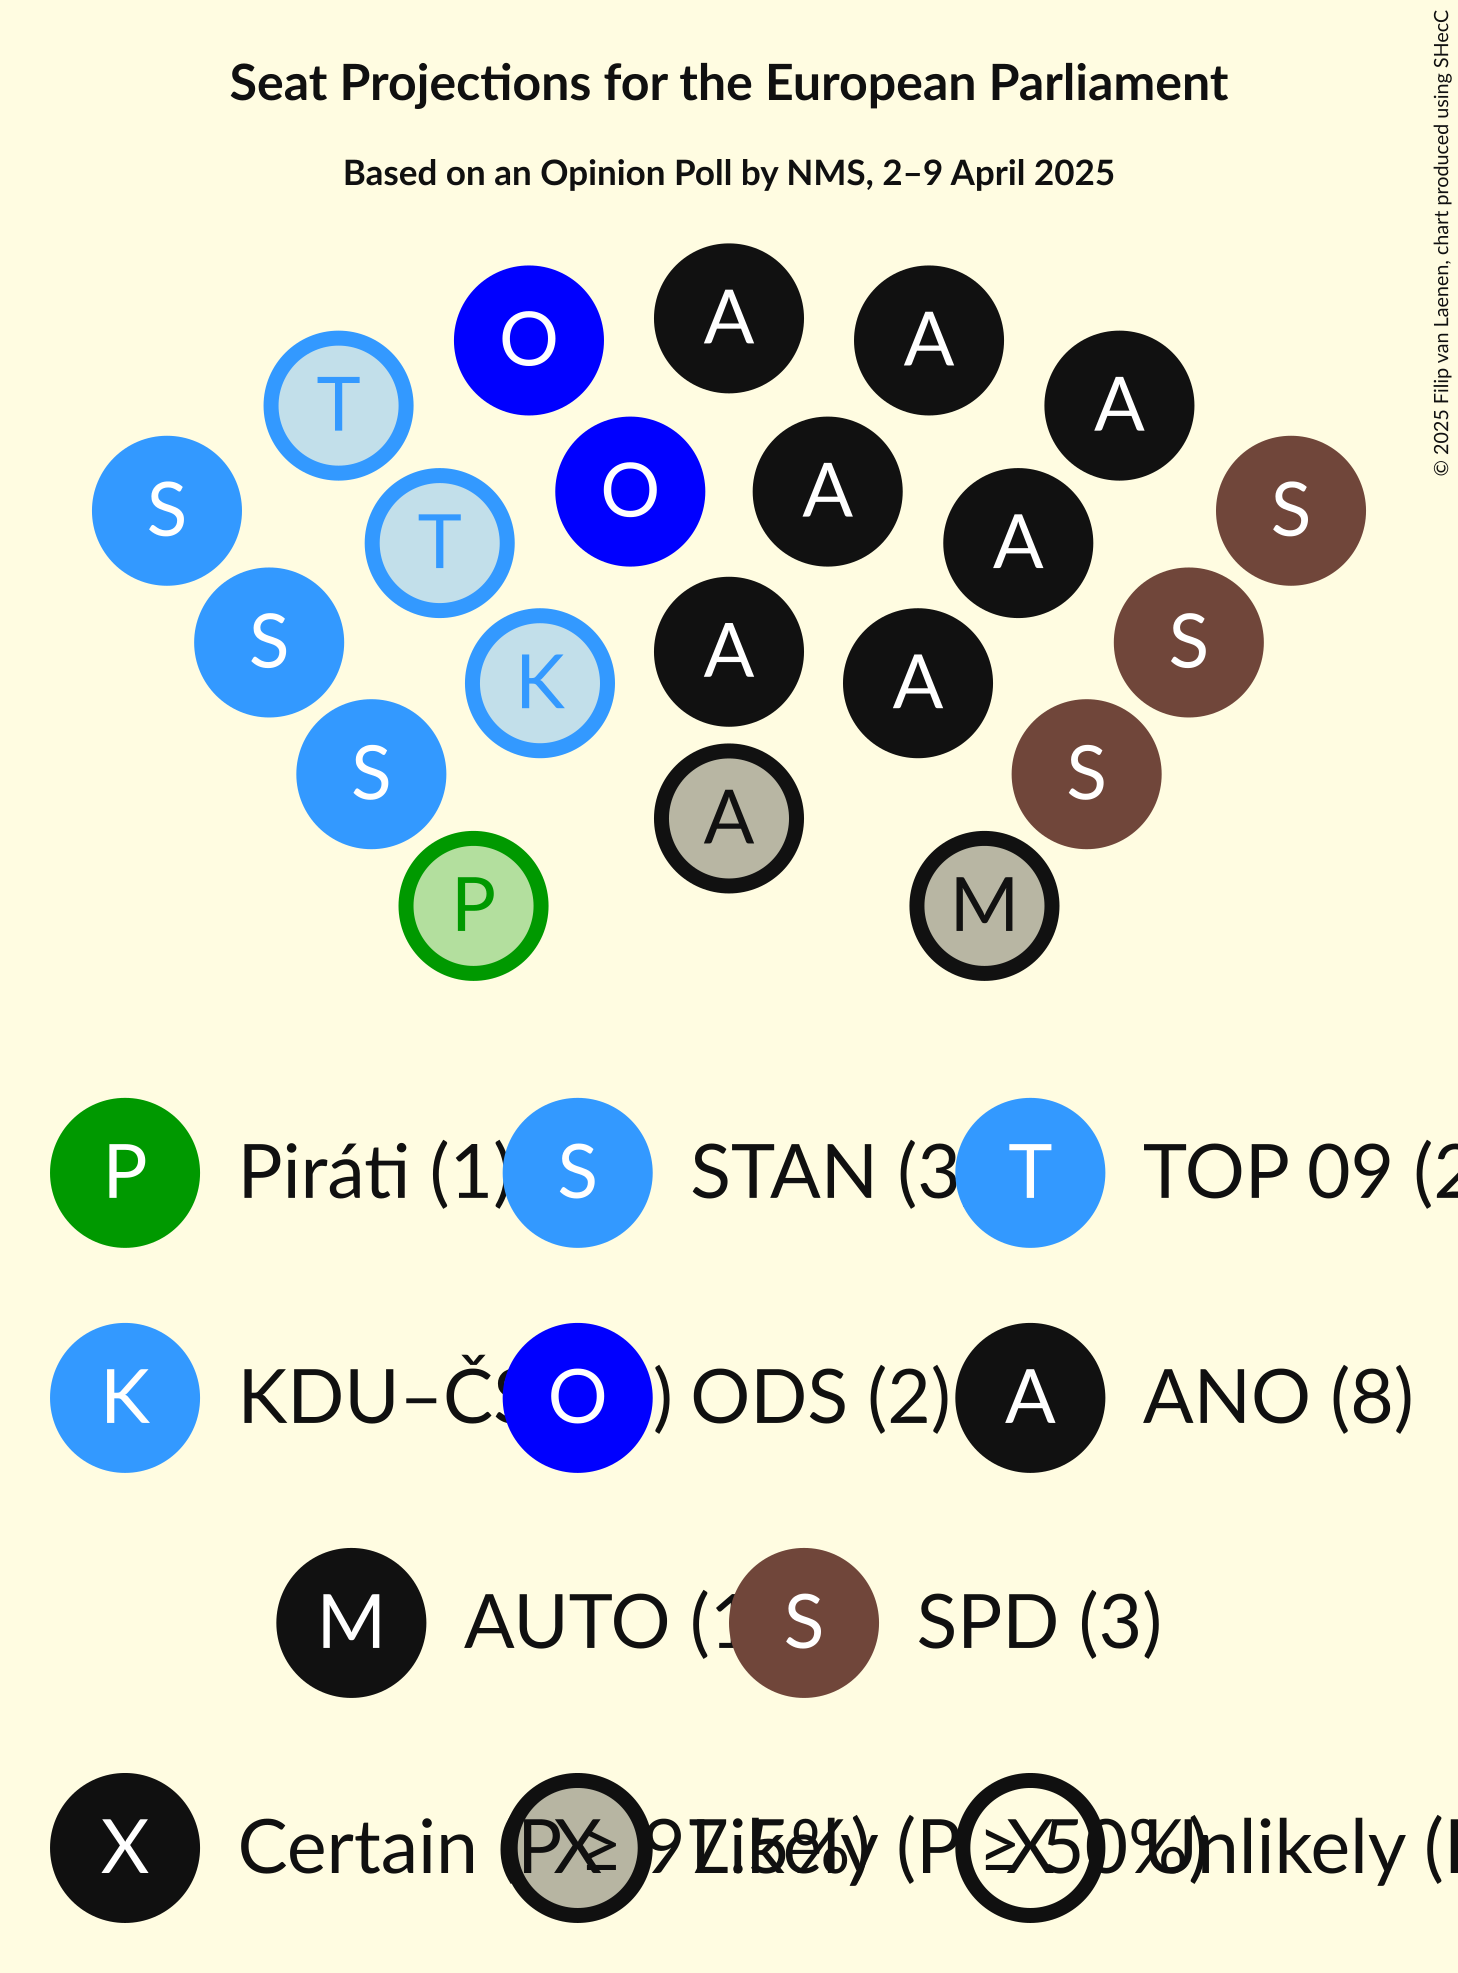 Seat Projections for the European Parliament
Based on an Opinion Poll by NMS, 2–9 April 2025
© 2025 Filip van Laenen, chart produced using SHecC
A
O A
T A
S O A S
T A
S A S
K A
S S
A
P M
P Piráti (1) S STAN (3 T TOP 09 (2
K KDU–ČS ) O ODS (2) A ANO (8)
M AUTO (1 S SPD (3)
X Certain (P ≥ 97.5%) X Likely (P ≥ 50%) X Unlikely (